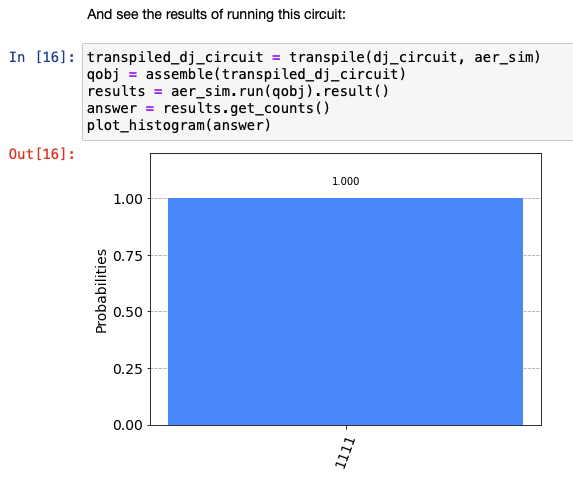 And see the results of running this circuit:
In [16]: transpiled_dj_circuit = transpile(dj_circuit, aer_sim)
qobj = assemble(transpiled_dj_circuit)
results = aer_sim.run(qobj).result()
answer = results.get_counts()
plot_histogram(answer)
Out[16]:
1.000
1.00
0.75
0.50
0.25
0.00
Probabilities
1111